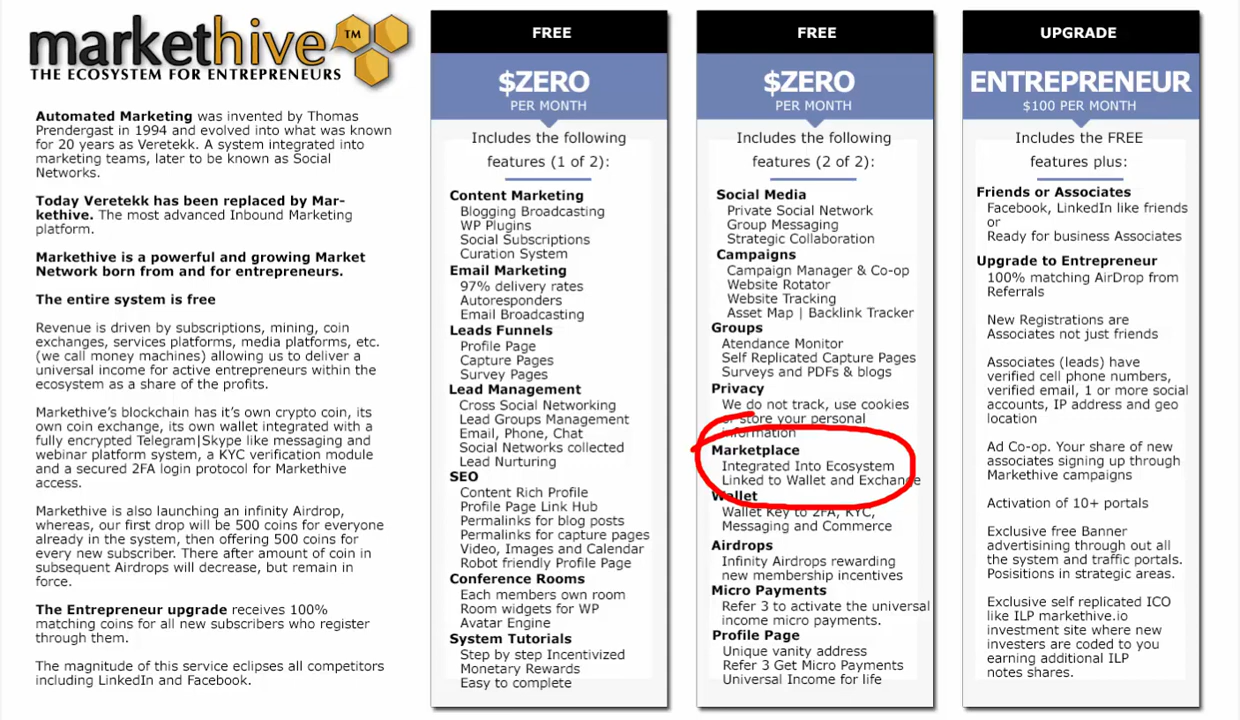 markethive™
THE ECOSYSTEM FOR ENTREPRENEURS
Automated Marketing was invented by Thomas
Prendergast in 1994 and evolved into what was known
for 20 years as Veretekk. A system integrated into
marketing teams, later to be known as Social
Networks.
Today Veretekk has been replaced by Mar-
kethive. The most advanced Inbound Marketing
platform.
Markethive is a powerful and growing Market
Network born from and for entrepreneurs.
The entire system is free
Revenue is driven by subscriptions, mining, coin
exchanges, services platforms, media platforms, etc.
(we call money machines) allowing us to deliver a
universal income for active entrepreneurs within the
ecosystem as a share of the profits.
Markethive's blockchain has it's own crypto coin, its
own coin exchange, its own wallet integrated with a
fully encrypted Telegram|Skype like messaging and
webinar platform system, a KYC verification module
and a secured 2FA login protocol for Markethive
access.
Markethive is also launching an infinity Airdrop,
whereas, our first drop will be 500 coins for everyone
already in the system, then offering 500 coins for
every new subscriber. There after amount of coin in
subsequent Airdrops will decrease, but remain in
force.
The Entrepreneur upgrade receives 100%
matching coins for all new subscribers who register
through them.
The magnitude of this service eclipses all competitors
including LinkedIn and Facebook.
FREE
$ZERO
PER MONTH
Includes the following
features (1 of 2):
Content Marketing
Blogging Broadcasting
WP Plugins
Social Subscriptions
Curation System
Email Marketing
97% delivery rates
Autoresponders
Email Broadcasting
Leads Funnels
Profile Page
Capture Pages
Survey Pages
Lead Management
Cross Social Networking
Lead Groups Management
Email, Phone, Chat
Social Networks collected
Lead Nurturing
SEO
Content Rich Profile
Profile Page Link Hub
Permalinks for blog posts
Permalinks for capture pages
Video, Images and Calendar
Robot friendly Profile Page
Conference Rooms
Each members own room
Room widgets for WP
Avatar Engine
System Tutorials
Step by step Incentivized
Monetary Rewards
Easy to complete
FREE
$ZERO
PER MONTH
Includes the following
features (2 of 2):
Social Media
Private Social Network
Group Messaging
Strategic Collaboration
Campaigns
Campaign Manager & Co-op
Website Rotator
Website Tracking
Asset Map | Backlink Tracker
Groups
Atendance Monitor
Self Replicated Capture Pages
Surveys and PDFs & blogs
Privacy
We do not track, use cookies
or store your personal
information
Marketplace
Integrated Into Ecosystem
Linked to Wallet and Exchange
Wallet
Wallet Key to 2FA, KYC,
Messaging and Commerce
Airdrops
Infinity Airdrops rewarding
new membership incentives
Micro Payments
Refer 3 to activate the universal
income micro payments.
Profile Page
Unique vanity address
Refer 3 Get Micro Payments
Universal Income for life
UPGRADE
ENTREPRENEUR
$100 PER MONTH
Includes the FREE
features plus:
Friends or Associates
Facebook, LinkedIn like friends
or
Ready for business Associates
Upgrade to Entrepreneur
100% matching AirDrop from
Referrals
New Registrations are
Associates not just friends
Associates (leads) have
verified cell phone numbers,
verified email, 1 or more social
accounts, IP address and geo
location
Ad Co-op. Your share of new
associates signing up through
Markethive campaigns
Activation of 10+ portals
Exclusive free Banner
advertisining through out all
the system and traffic portals.
Posisitions in strategic areas.
Exclusive self replicated ICO
like ILP markethive.io
investment site where new
investers are coded to you
earning additional ILP
notes shares.